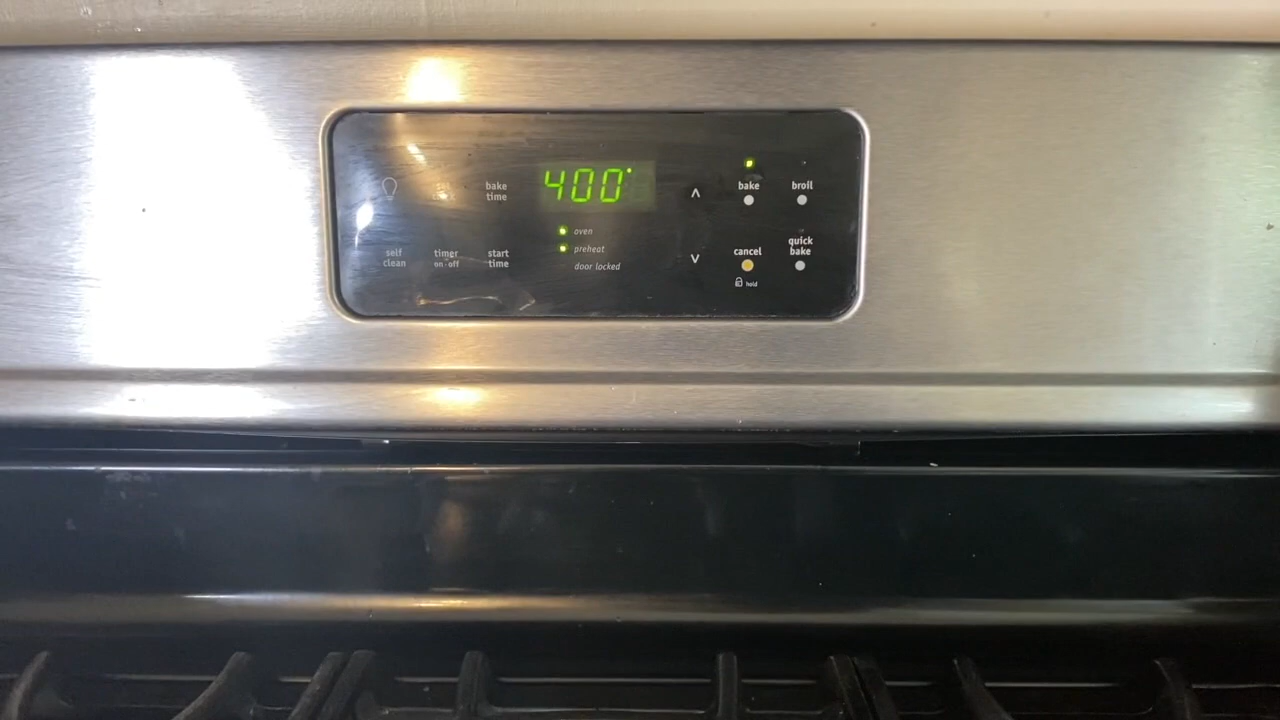 bake
time
400°
bake
broil
self
clean
timer
on·off
start
time
oven
preheat
door locked
cancel
hold
quick
bake